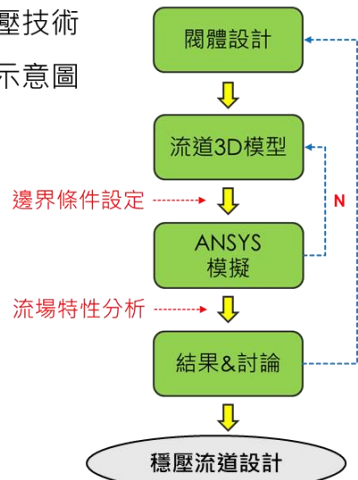 壓技術
示意圖
閥體設計
流道3D模型
邊界條件設定
N
ANSYS
模擬
流場特性分析
結果&討論
穩壓流道設計